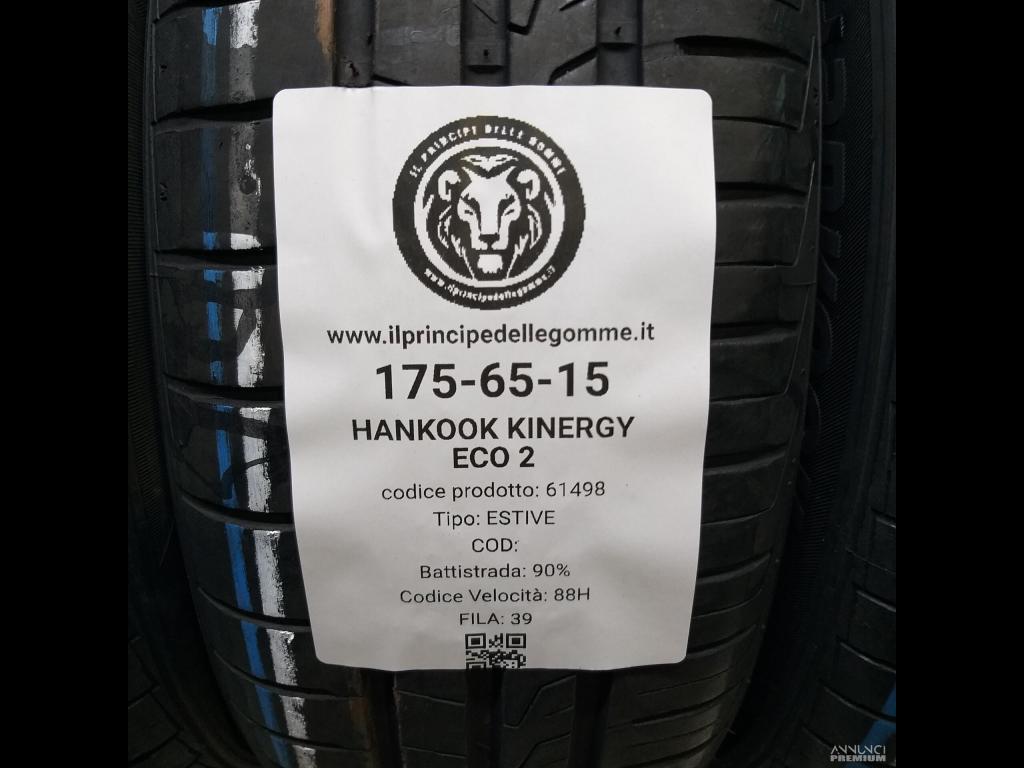 IL PRINCIPE DELLE GOMME
www.ilprincipedellegomme.it
www.ilprincipedellegomme.it
175-65-15
HANKOOK KINERGY
ECO 2
codice prodotto: 61498
Tipo: ESTIVE
COD:
Battistrada: 90%
Codice Velocità: 88H
FILA: 39
ANNUNCI
PREMIUM